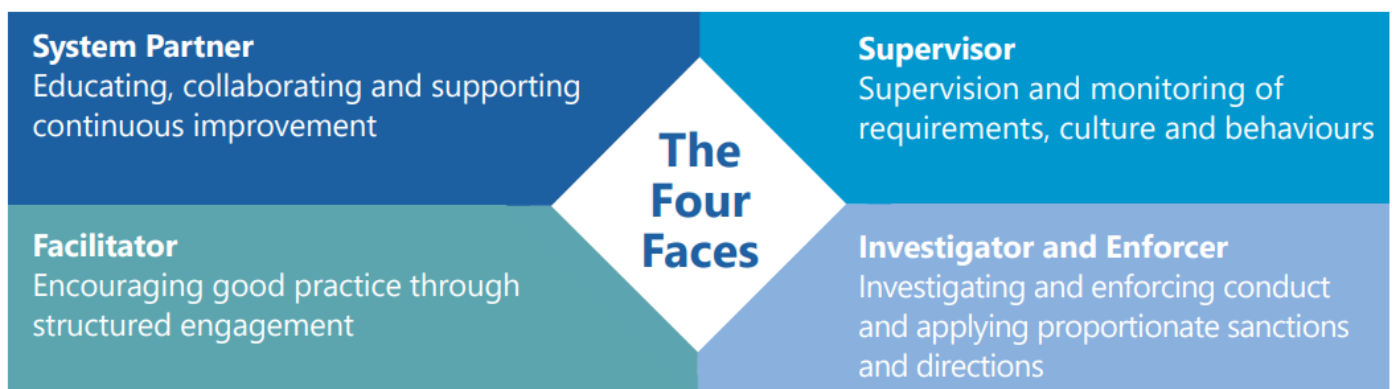 System Partner
Educating, collaborating and supporting
continuous improvement
Supervisor
Supervision and monitoring of
requirements, culture and behaviours
The
Four
Faces
Facilitator
Encouraging good practice through
structured engagement
Investigator and Enforcer
Investigating and enforcing conduct
and applying proportionate sanctions
and directions